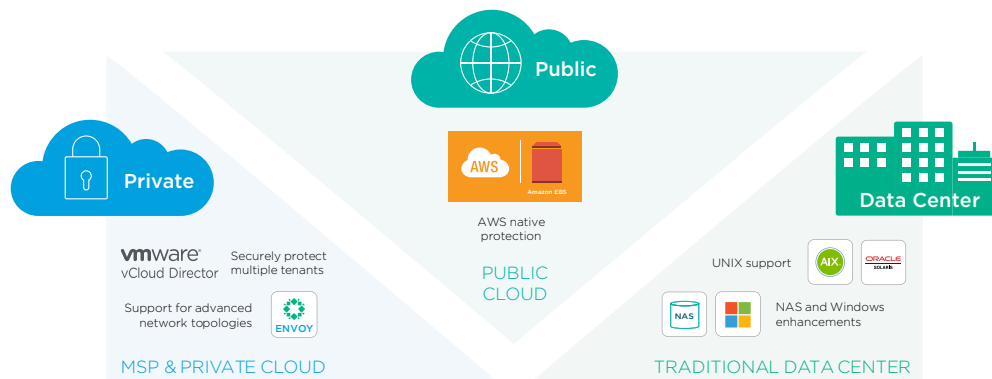 Public
Private
Data Center
AWS
Amazon EBS
AWS native
protection
PUBLIC
CLOUD
vmware®
vCloud Director
Securely protect
multiple tenants
Support for advanced
network topologies
ENVOY
MSP & PRIVATE CLOUD
UNIX support
AIX
ORACLE
SOLARIS
NAS
NAS and Windows
enhancements
TRADITIONAL DATA CENTER